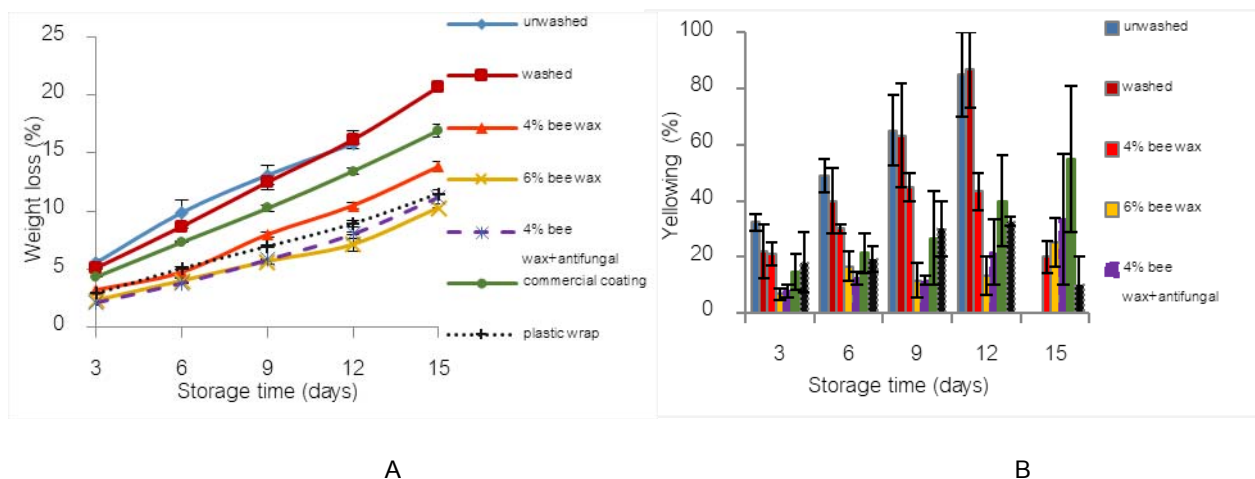 25
20
15
10
5
0
Weight loss (%)
3 6 9 12 15
Storage time (days)
unwashed
washed
4% bee wax
6% bee wax
4% bee
wax+antifungal
commercial coating
plastic wrap
A
100
80
60
40
20
0
Yellowing (%)
3 6 9 12 15
Storage time (days)
unwashed
washed
4% bee wax
6% bee wax
4% bee
wax+antifungal
B